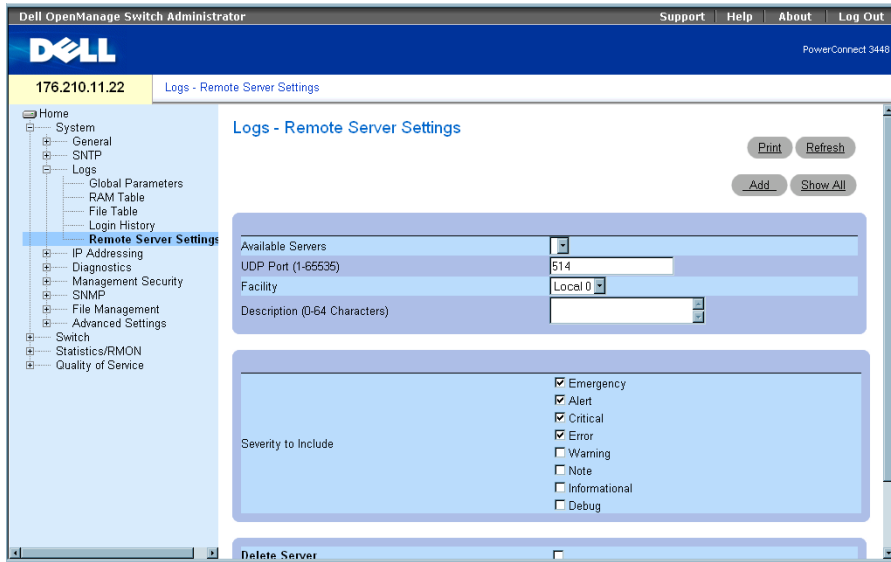 Dell OpenManage Switch Administrator
Support Help About Log Out
DELL
PowerConnect 3448
176.210.11.22
Logs - Remote Server Settings
Home
System
General
SNTP
Logs
Global Parameters
RAM Table
File Table
Login History
Remote Server Settings
IP Addressing
Diagnostics
Management Security
SNMP
File Management
Advanced Settings
Switch
Statistics/RMON
Quality of Service
Logs - Remote Server Settings
Print Refresh
Add Show All
Available Servers
UDP Port (1-65535) 514
Facility Local 0
Description (0-64 Characters)
Severity to Include
Emergency
Alert
Critical
Error
Warning
Note
Informational
Debug
Delete Server